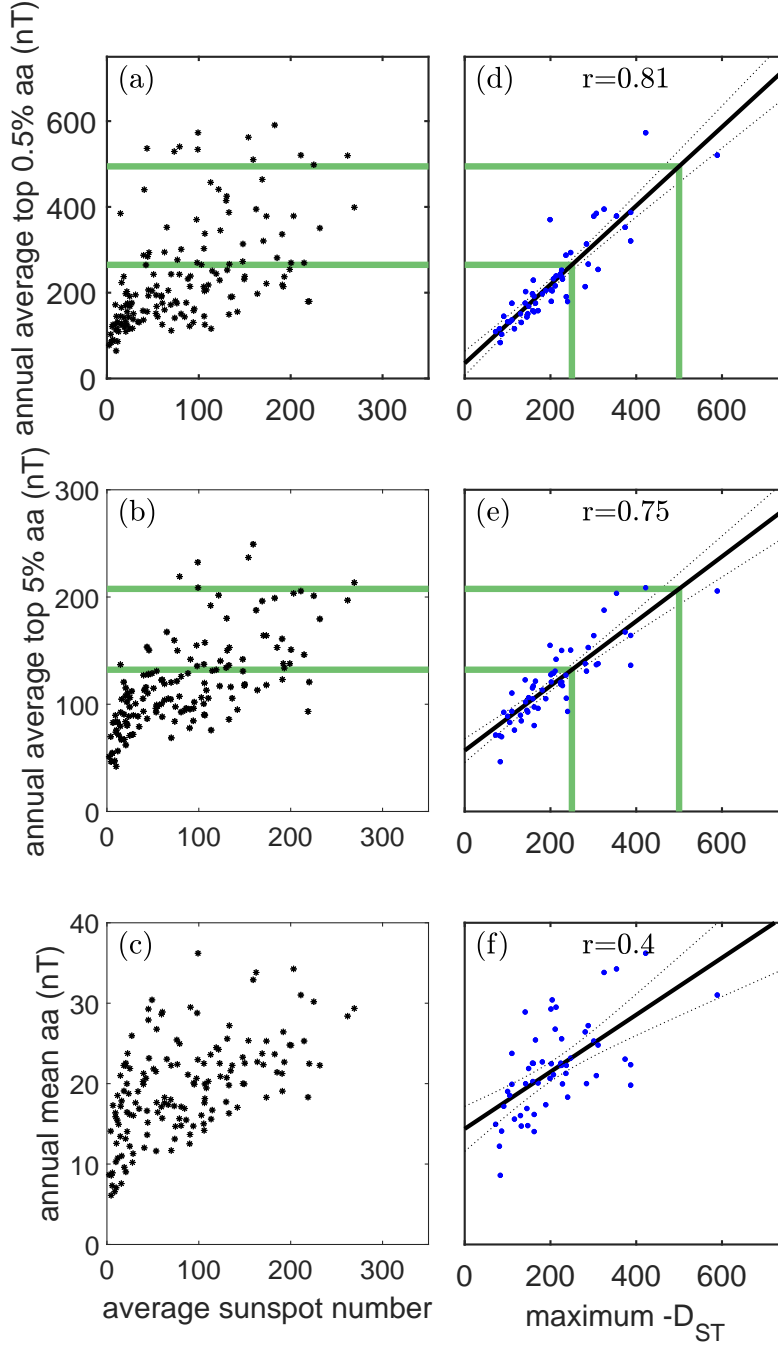 annual average top 0.5% aa (nT)
(a)
600
400
200
0
0 100 200 300
(d)
r=0.81
0 200 400 600
annual average top 5% aa (nT)
(b)
300
200
100
0
0 100 200 300
(e)
r=0.75
0 200 400 600
annual mean aa (nT)
(c)
40
30
20
10
0
0 100 200 300
average sunspot number
(f)
r=0.4
0 200 400 600
maximum -D_ST